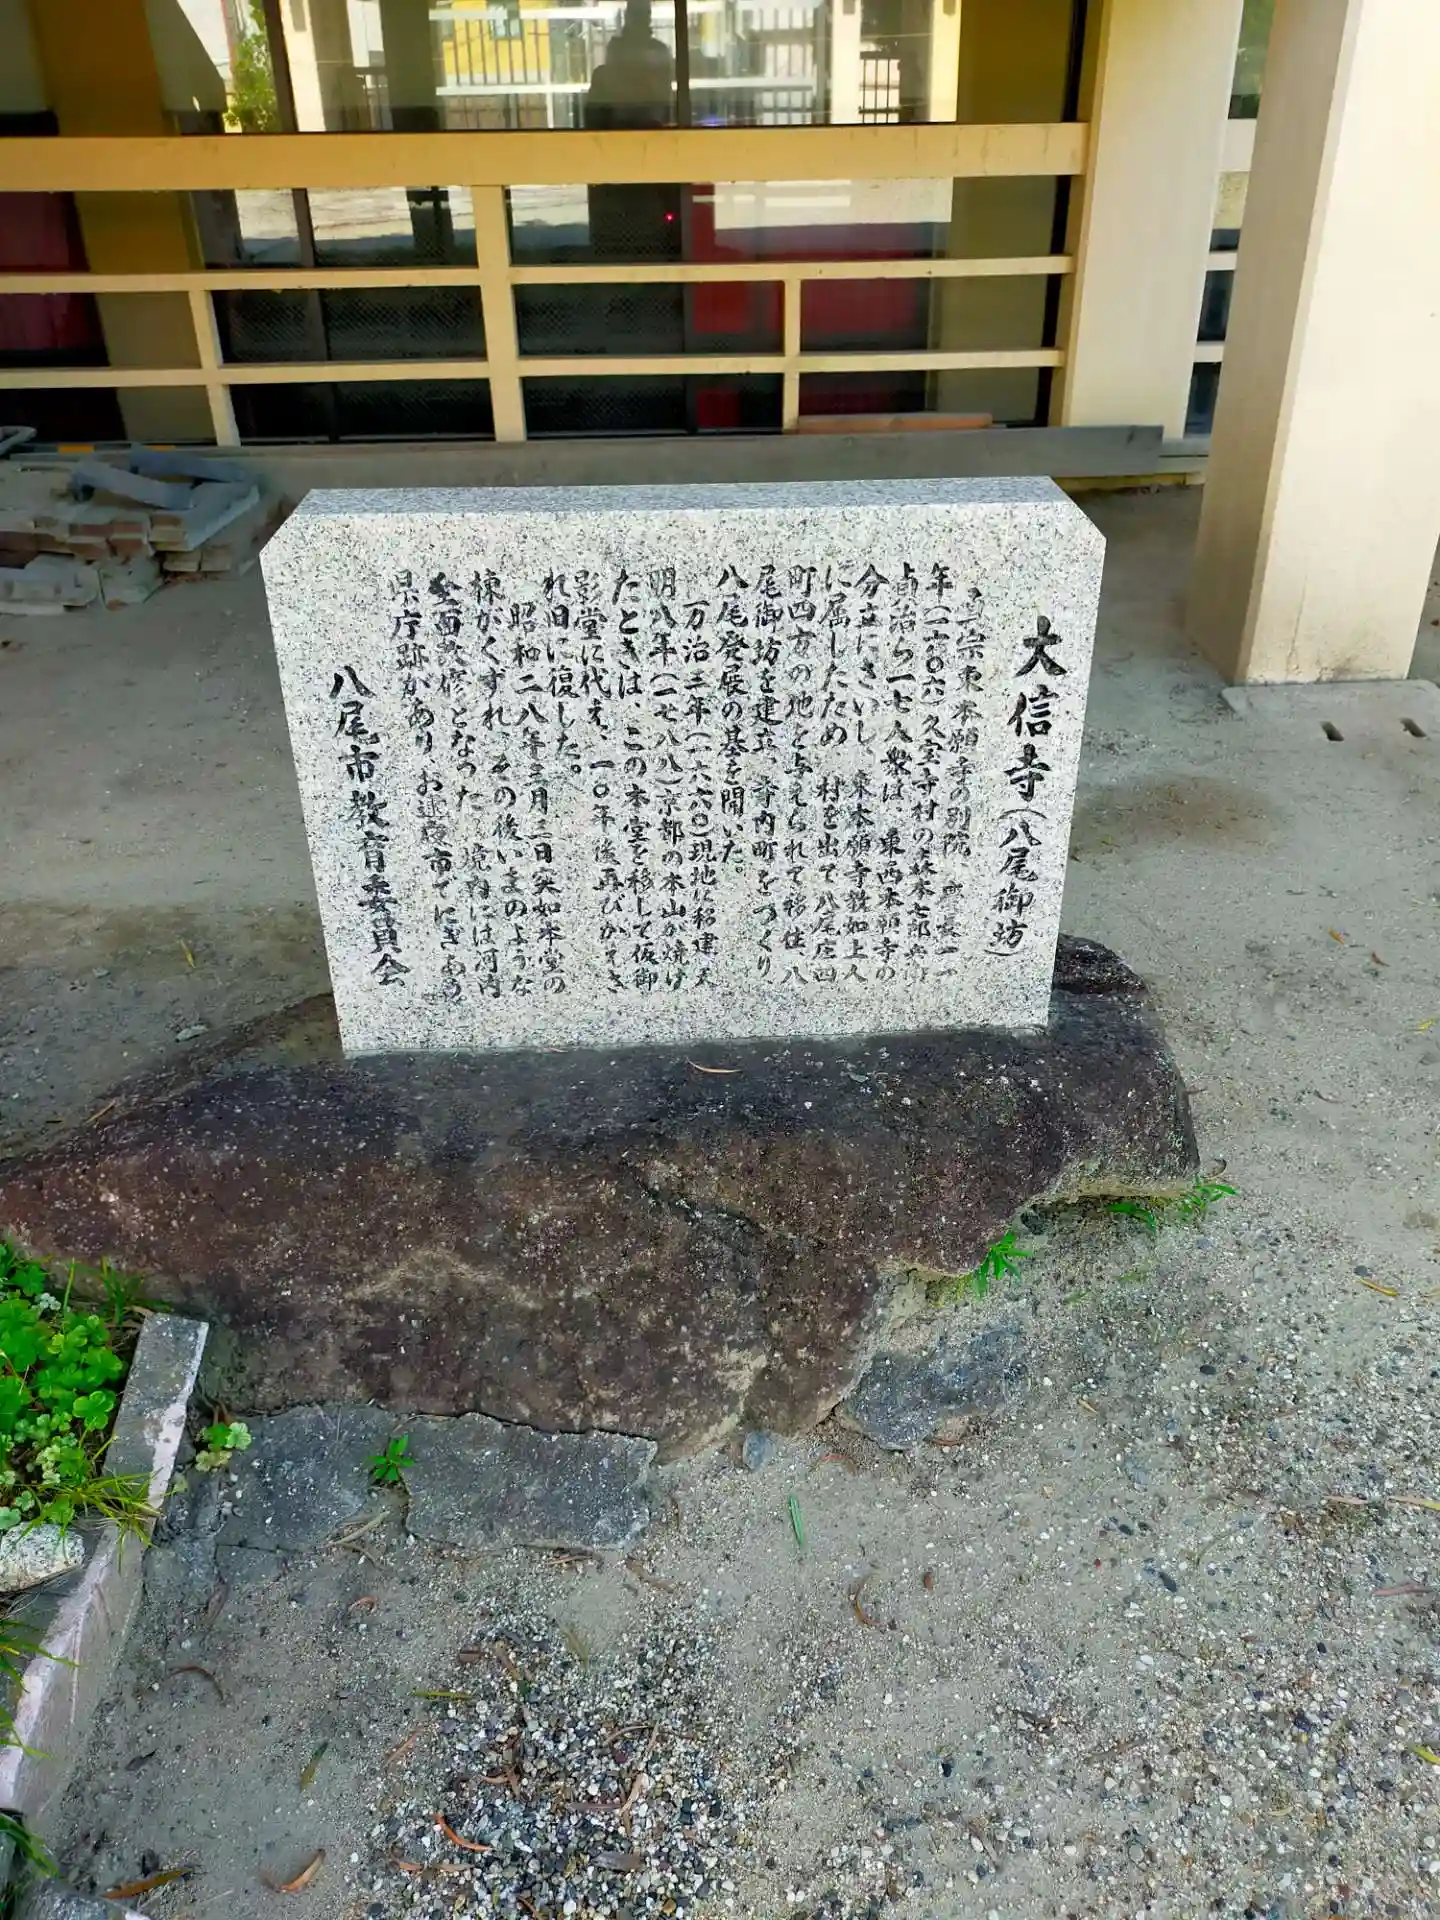 大信寺(八尾御坊)
真宗東本願寺の別院。慶長一一
年(一六〇六)久宝寺村の森本七郎兵衛
貞治ら一七人衆は、東西本願寺の
分立にさいし、東本願寺教如上人
に属したため 村を出て八尾庄四
町四方の地を与えられて移住、八
尾御坊を建立、寺内町をつくり
八尾発展の基を開いた。
万治三年(一六六〇)現地に移建、天
明八年(一七八八)京都の本山が焼け
たときは、この本堂を移して仮御
影堂に代え、一〇年後再びかえさ
れ旧に復した。
昭和二八年三月三日突如本堂の
棟がくずれ、その後いまのような
全面改修となった。境内には河内
県庁跡があり、お逮夜市でにぎあう。
八尾市教育委員会